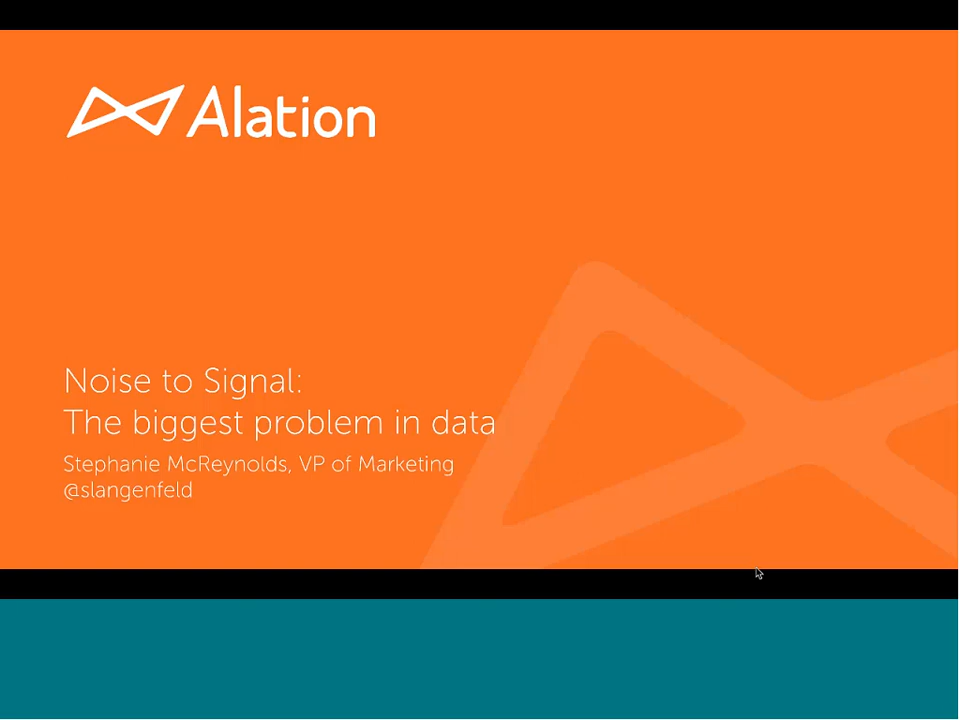 Alation
Noise to Signal:
The biggest problem in data
Stephanie McReynolds, VP of Marketing
@slangenfeld